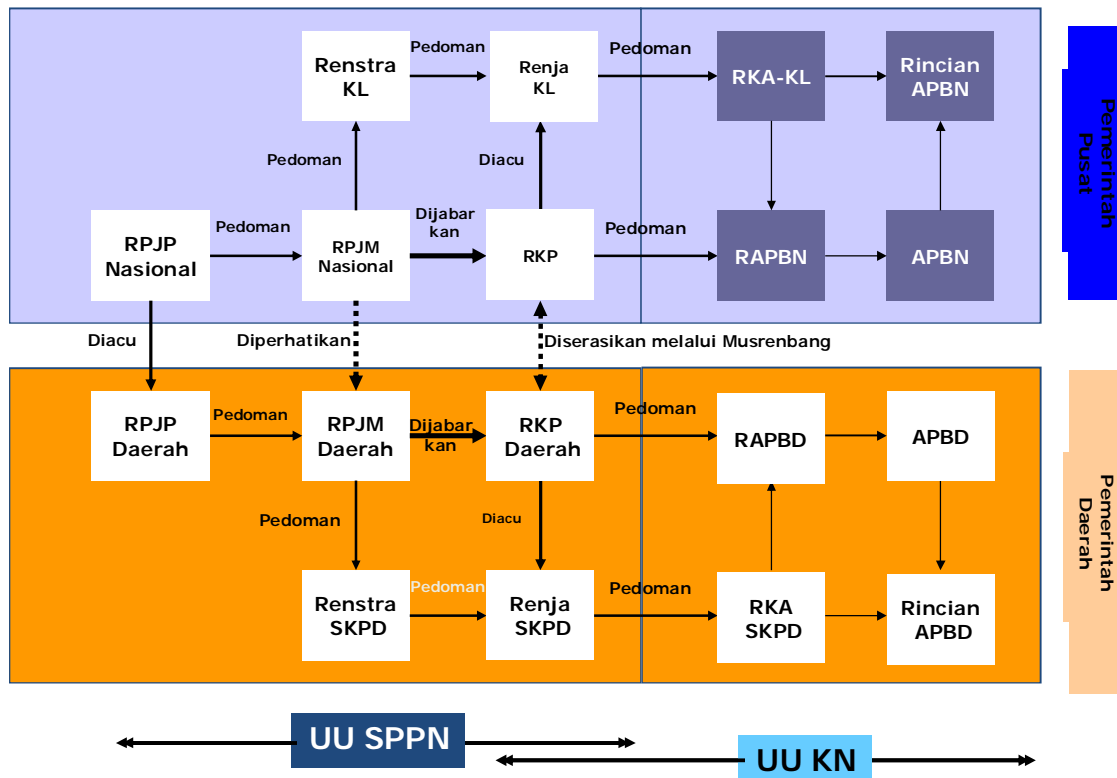 Pedoman
Pedoman
Renstra
KL
Renja
KL
RKA-KL
Rincian
APBN
Pemerintah
Pusat
Pedoman
Diacu
RPJP
Nasional
Pedoman
RPJM
Nasional
Dijabar
kan
RKP
Pedoman
RAPBN
APBN
Diacu
Diperhatikan
Diserasikan melalui Musrenbang
RPJP
Daerah
Pedoman
RPJM
Daerah
Dijabar
kan
RKP
Daerah
Pedoman
RAPBD
APBD
Pemerintah
Daerah
Pedoman
Diacu
Renstra
SKPD
Pedoman
Renja
SKPD
Pedoman
RKA
SKPD
Rincian
APBD
UU SPPN
UU KN